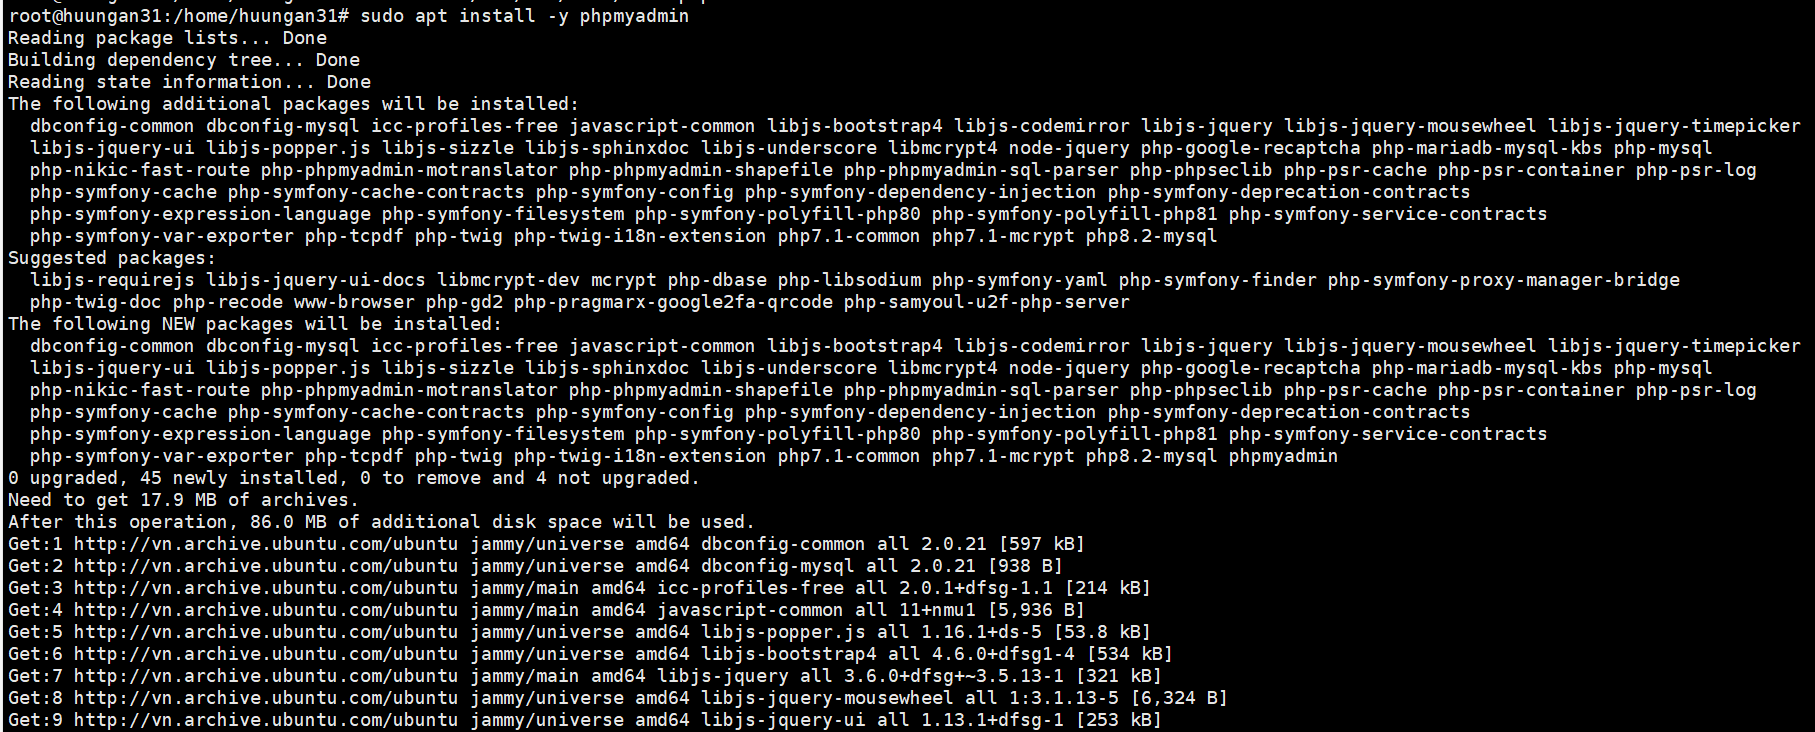 root@huungan31:/home/huungan31# sudo apt install -y phpmyadmin
Reading package lists... Done
Building dependency tree... Done
Reading state information... Done
The following additional packages will be installed:
  dbconfig-common dbconfig-mysql icc-profiles-free javascript-common libjs-bootstrap4 libjs-codemirror libjs-jquery libjs-jquery-mousewheel libjs-jquery-timepicker
  libjs-jquery-ui libjs-popper.js libjs-sizzle libjs-sphinxdoc libjs-underscore libmcrypt4 node-jquery php-google-recaptcha php-mariadb-mysql-kbs php-mysql
  php-nikic-fast-route php-phpmyadmin-motranslator php-phpmyadmin-shapefile php-phpmyadmin-sql-parser php-phpseclib php-psr-cache php-psr-container php-psr-log
  php-symfony-cache php-symfony-cache-contracts php-symfony-config php-symfony-dependency-injection php-symfony-deprecation-contracts
  php-symfony-expression-language php-symfony-filesystem php-symfony-polyfill-php80 php-symfony-polyfill-php81 php-symfony-service-contracts
  php-symfony-var-exporter php-tcpdf php-twig php-twig-i18n-extension php7.1-common php7.1-mcrypt php8.2-mysql
Suggested packages:
  libjs-requirejs libjs-jquery-ui-docs libmcrypt-dev mcrypt php-dbase php-libsodium php-symfony-yaml php-symfony-finder php-symfony-proxy-manager-bridge
  php-twig-doc php-recode www-browser php-gd2 php-pragmarx-google2fa-qrcode php-samyoul-u2f-php-server
The following NEW packages will be installed:
  dbconfig-common dbconfig-mysql icc-profiles-free javascript-common libjs-bootstrap4 libjs-codemirror libjs-jquery libjs-jquery-mousewheel libjs-jquery-timepicker
  libjs-jquery-ui libjs-popper.js libjs-sizzle libjs-sphinxdoc libjs-underscore libmcrypt4 node-jquery php-google-recaptcha php-mariadb-mysql-kbs php-mysql
  php-nikic-fast-route php-phpmyadmin-motranslator php-phpmyadmin-shapefile php-phpmyadmin-sql-parser php-phpseclib php-psr-cache php-psr-container php-psr-log
  php-symfony-cache php-symfony-cache-contracts php-symfony-config php-symfony-dependency-injection php-symfony-deprecation-contracts
  php-symfony-expression-language php-symfony-filesystem php-symfony-polyfill-php80 php-symfony-polyfill-php81 php-symfony-service-contracts
  php-symfony-var-exporter php-tcpdf php-twig php-twig-i18n-extension php7.1-common php7.1-mcrypt php8.2-mysql phpmyadmin
0 upgraded, 45 newly installed, 0 to remove and 4 not upgraded.
Need to get 17.9 MB of archives.
After this operation, 86.0 MB of additional disk space will be used.
Get:1 http://vn.archive.ubuntu.com/ubuntu jammy/universe amd64 dbconfig-common all 2.0.21 [597 kB]
Get:2 http://vn.archive.ubuntu.com/ubuntu jammy/universe amd64 dbconfig-mysql all 2.0.21 [938 B]
Get:3 http://vn.archive.ubuntu.com/ubuntu jammy/main amd64 icc-profiles-free all 2.0.1+dfsg-1.1 [214 kB]
Get:4 http://vn.archive.ubuntu.com/ubuntu jammy/main amd64 javascript-common all 11+nmu1 [5,936 B]
Get:5 http://vn.archive.ubuntu.com/ubuntu jammy/universe amd64 libjs-popper.js all 1.16.1+ds-5 [53.8 kB]
Get:6 http://vn.archive.ubuntu.com/ubuntu jammy/universe amd64 libjs-bootstrap4 all 4.6.0+dfsg1-4 [534 kB]
Get:7 http://vn.archive.ubuntu.com/ubuntu jammy/main amd64 libjs-jquery all 3.6.0+dfsg+~3.5.13-1 [321 kB]
Get:8 http://vn.archive.ubuntu.com/ubuntu jammy/universe amd64 libjs-jquery-mousewheel all 1:3.1.13-5 [6,324 B]
Get:9 http://vn.archive.ubuntu.com/ubuntu jammy/universe amd64 libjs-jquery-ui all 1.13.1+dfsg-1 [253 kB]